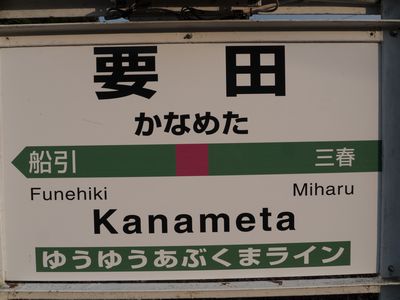 要田
かなめた
船引 三春
Funehiki Miharu
Kanameta
ゆうゆうあぶくまライン